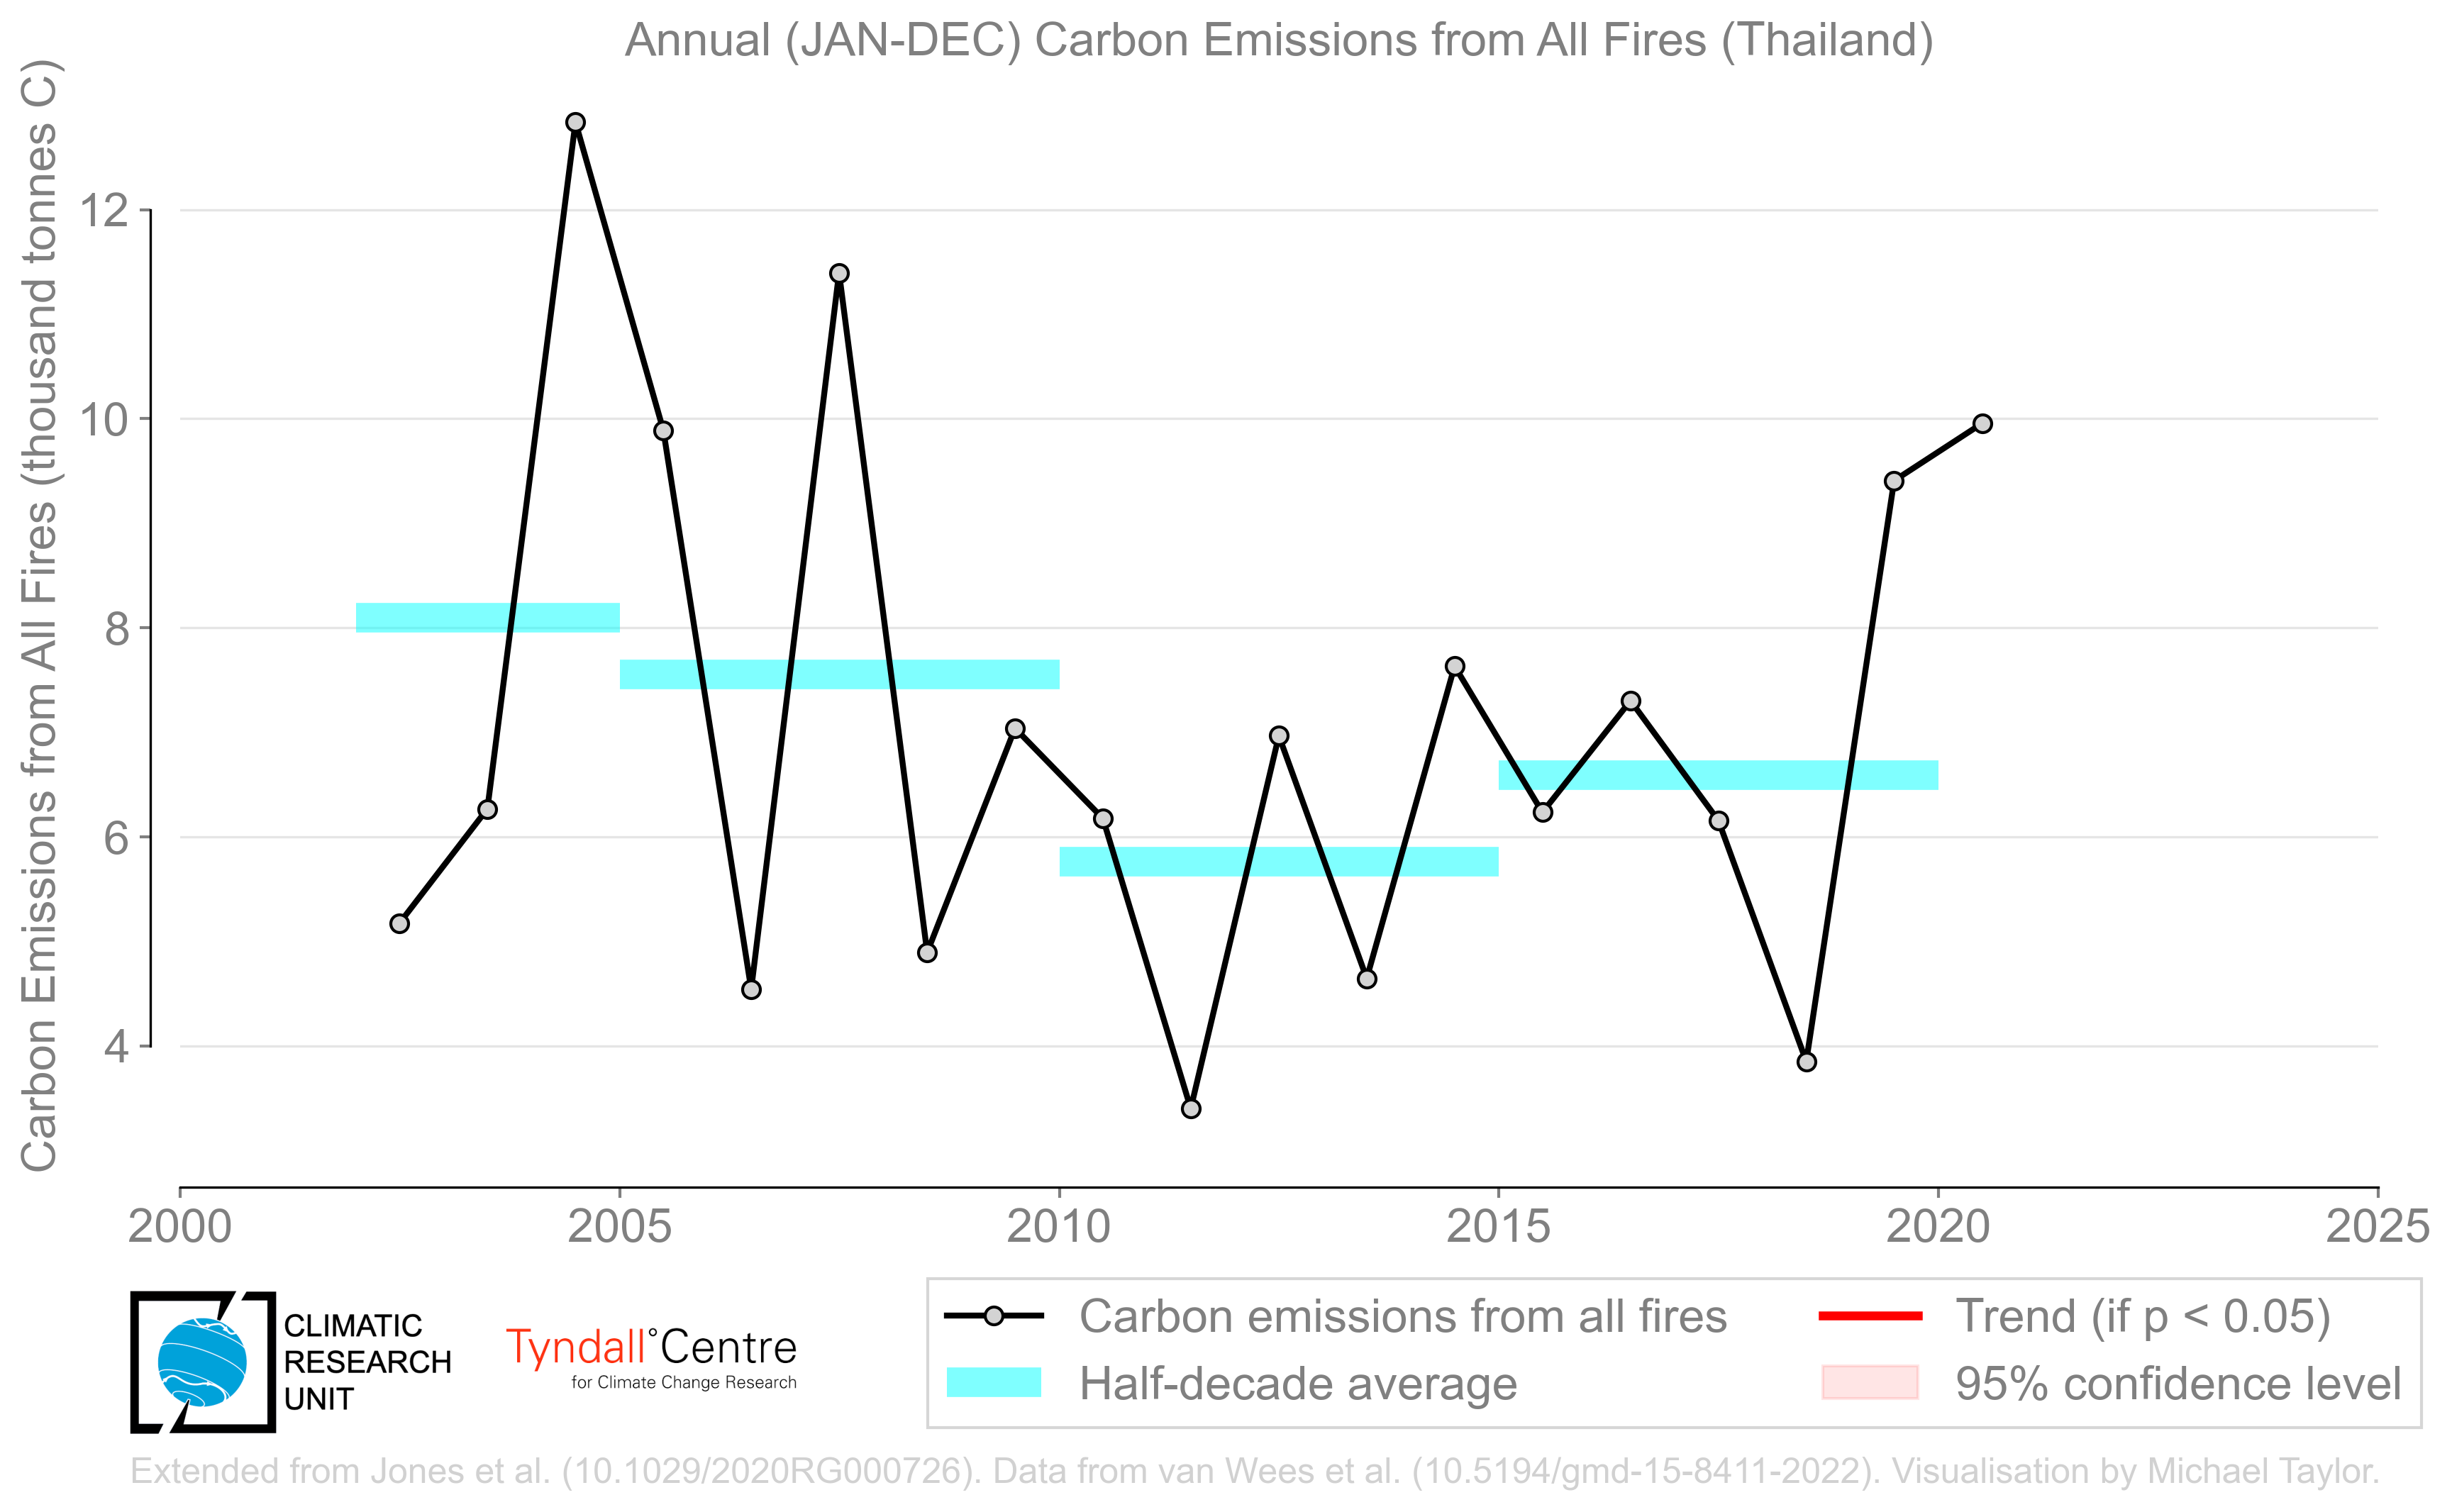 Annual (JAN-DEC) Carbon Emissions from All Fires (Thailand)
Carbon Emissions from All Fires (thousand tonnes C)
12
10
8
6
4
2000
2005
2010
2015
2020
2025
CLIMATIC
RESEARCH
UNIT
Tyndall°Centre
for Climate Change Research
Carbon emissions from all fires
Half-decade average
Trend (if p < 0.05)
95% confidence level
Extended from Jones et al. (10.1029/2020RG000726). Data from van Wees et al. (10.5194/gmd-15-8411-2022). Visualisation by Michael Taylor.